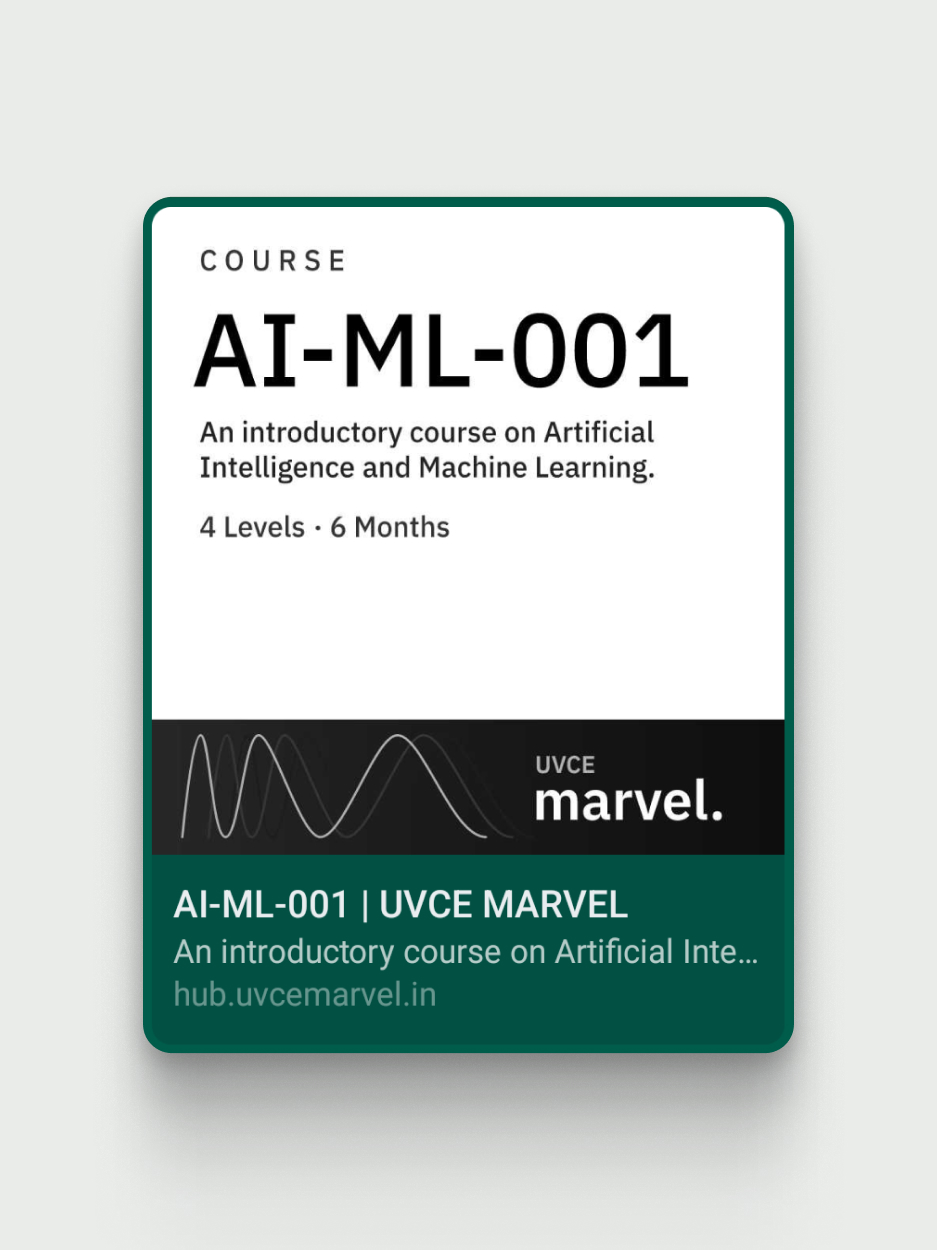 COURSE
AI-ML-001
An introductory course on Artificial
Intelligence and Machine Learning.
4 Levels · 6 Months
UVCE
marvel.
AI-ML-001 | UVCE MARVEL
An introductory course on Artificial Inte…
hub.uvcemarvel.in